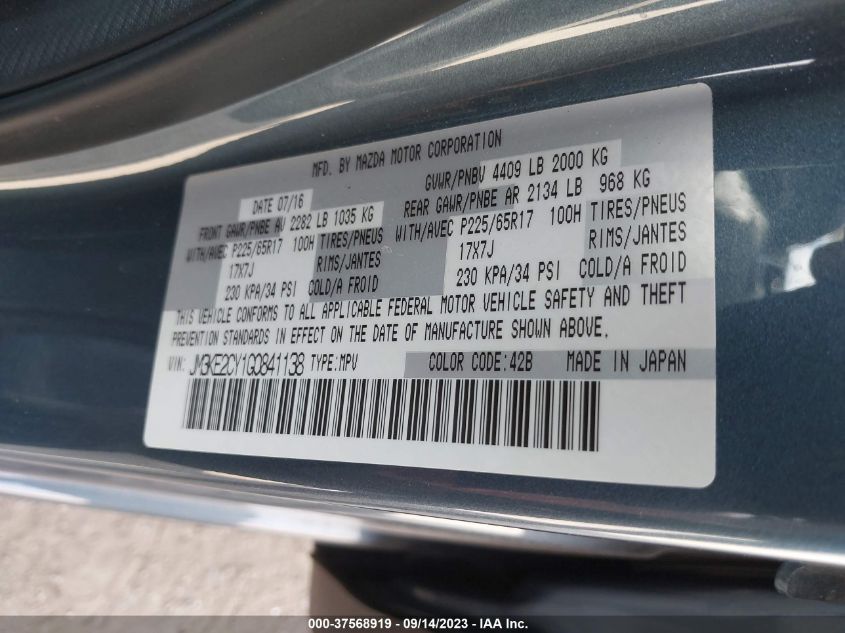 MFD. BY MAZDA MOTOR CORPORATION
DATE 07/16 GVWR/PNBV 4409 LB 2000 KG
FRONT GAWR/PNBE AV 2282 LB 1035 KG REAR GAWR/PNBE AR 2134 LB 968 KG
WITH/AVEC P225/65R17 100H TIRES/PNEUS WITH/AVEC P225/65R17 100H TIRES/PNEUS
17X7J RIMS/JANTES 17X7J RIMS/JANTES
230 KPA/34 PSI COLD/A FROID 230 KPA/34 PSI COLD/A FROID
THIS VEHICLE CONFORMS TO ALL APPLICABLE FEDERAL MOTOR VEHICLE SAFETY AND THEFT
PREVENTION STANDARDS IN EFFECT ON THE DATE OF MANUFACTURE SHOWN ABOVE.
VIN: JM3KE2CY1G0841138 TYPE:MPV COLOR CODE:42B MADE IN JAPAN
000-37568919 - 09/14/2023 - IAA Inc.